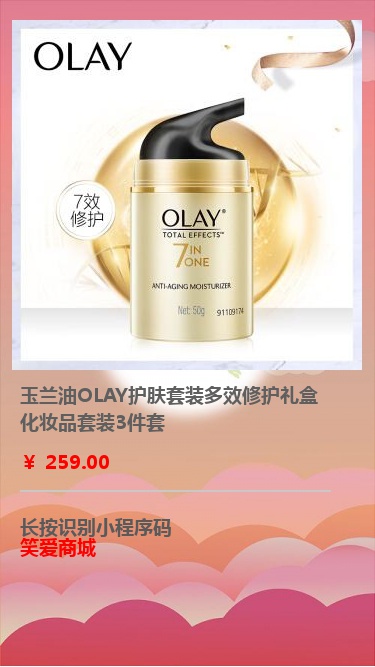 OLAY
7效
修护
OLAY®
TOTAL EFFECTS™
7 IN
ONE
ANTI-AGING MOISTURIZER
Net: 50g 91109174
玉兰油OLAY护肤套装多效修护礼盒
化妆品套装3件套
¥ 259.00
长按识别小程序码
笑爱商城